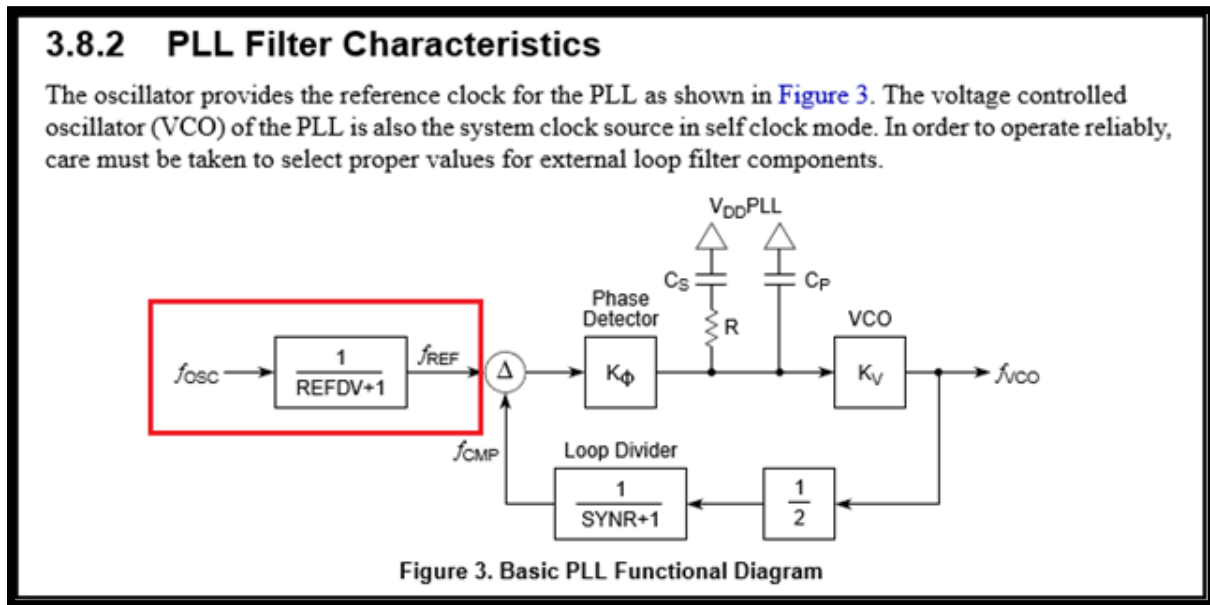 3.8.2 PLL Filter Characteristics
The oscillator provides the reference clock for the PLL as shown in Figure 3. The voltage controlled
oscillator (VCO) of the PLL is also the system clock source in self clock mode. In order to operate reliably,
care must be taken to select proper values for external loop filter components.
VDDPLL
CS
CP
R
Phase
Detector
VCO
fOSC
1
REFDV+1
fREF
Δ
KΦ
KV
fVCO
fCMP
Loop Divider
1
SYNR+1
1
2
Figure 3. Basic PLL Functional Diagram